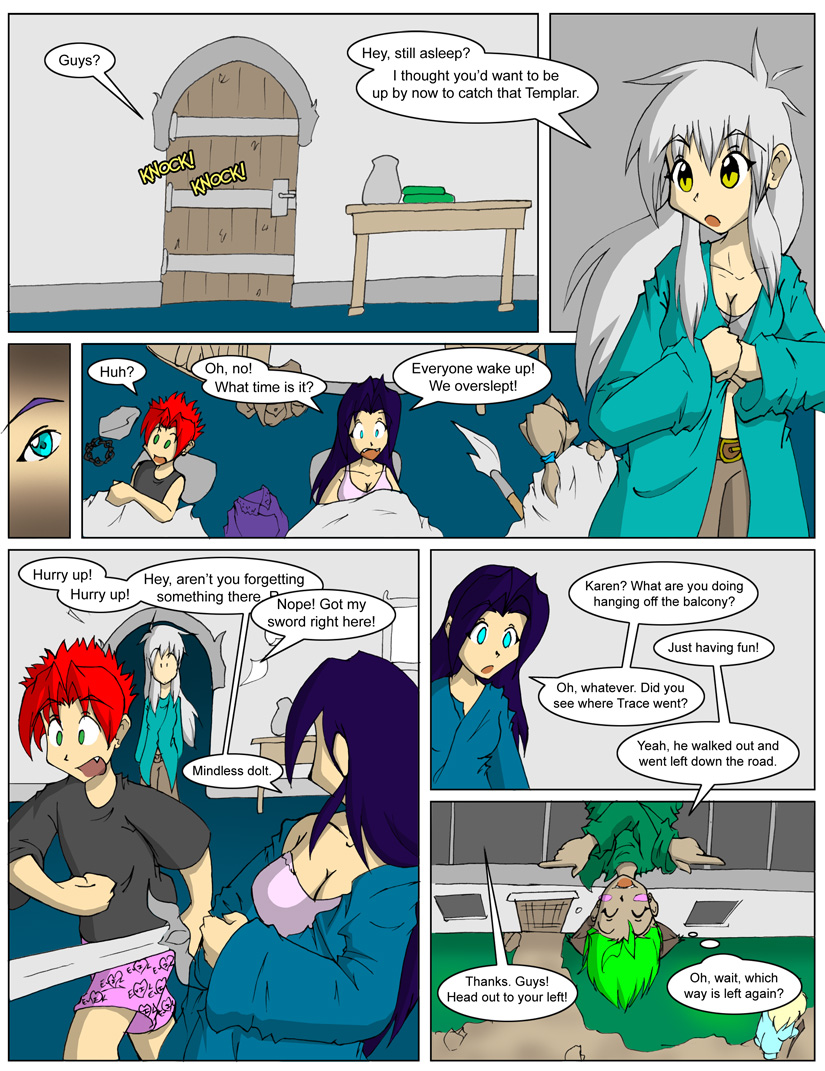 Guys?
KNOCK!
KNOCK!
Hey, still asleep?
I thought you'd want to be
up by now to catch that Templar.
Huh?
Oh, no!
What time is it?
Everyone wake up!
We overslept!
Hurry up!
Hurry up!
Hey, aren't you forgetting
something there,
Nope! Got my
sword right here!
Mindless dolt.
Karen? What are you doing
hanging off the balcony?
Just having fun!
Oh, whatever. Did you
see where Trace went?
Yeah, he walked out and
went left down the road.
Thanks. Guys!
Head out to your left!
Oh, wait, which
way is left again?